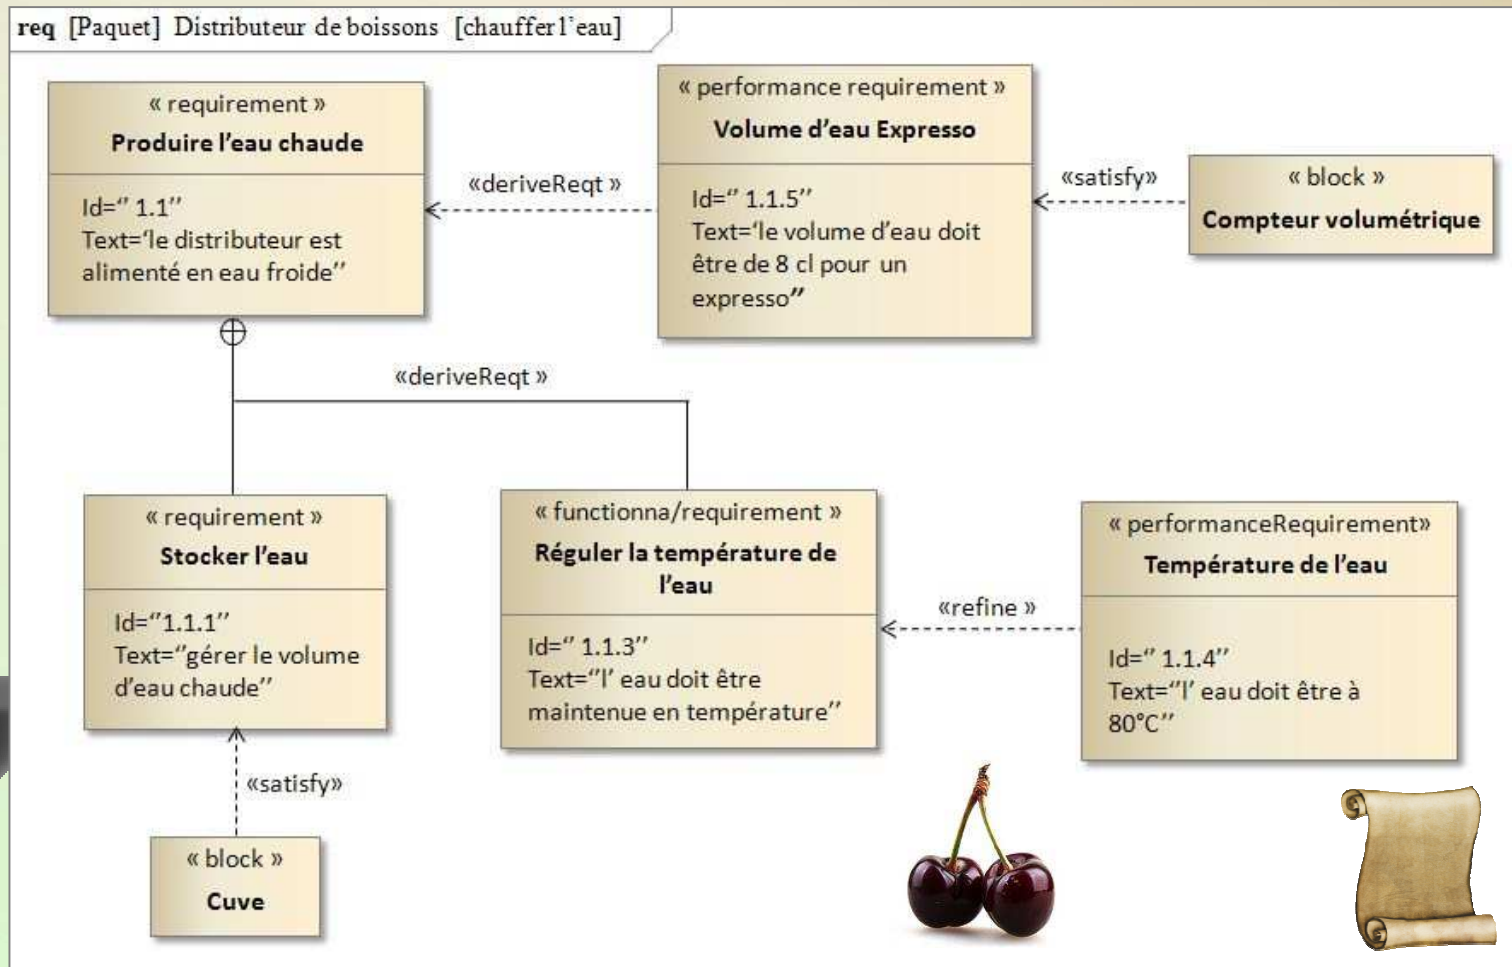 req [Paquet] Distributeur de boissons [chauffer l'eau]
« requirement »
Produire l'eau chaude
Id=‘’ 1.1’’
Text=‘le distributeur est
alimenté en eau froide’’
«deriveReqt »
« performance requirement »
Volume d'eau Expresso
Id=‘’ 1.1.5’’
Text=‘le volume d'eau doit
être de 8 cl pour un
expresso’’
«satisfy»
« block »
Compteur volumétrique
«deriveReqt »
« requirement »
Stocker l'eau
Id=‘’1.1.1’’
Text=‘’gérer le volume
d'eau chaude’’
« functionna/requirement »
Réguler la température de
l'eau
Id=‘’ 1.1.3’’
Text=‘’l’ eau doit être
maintenue en température’’
«refine »
« performanceRequirement»
Température de l'eau
Id=‘’ 1.1.4’’
Text=‘’l’ eau doit être à
80°C’’
«satisfy»
« block »
Cuve